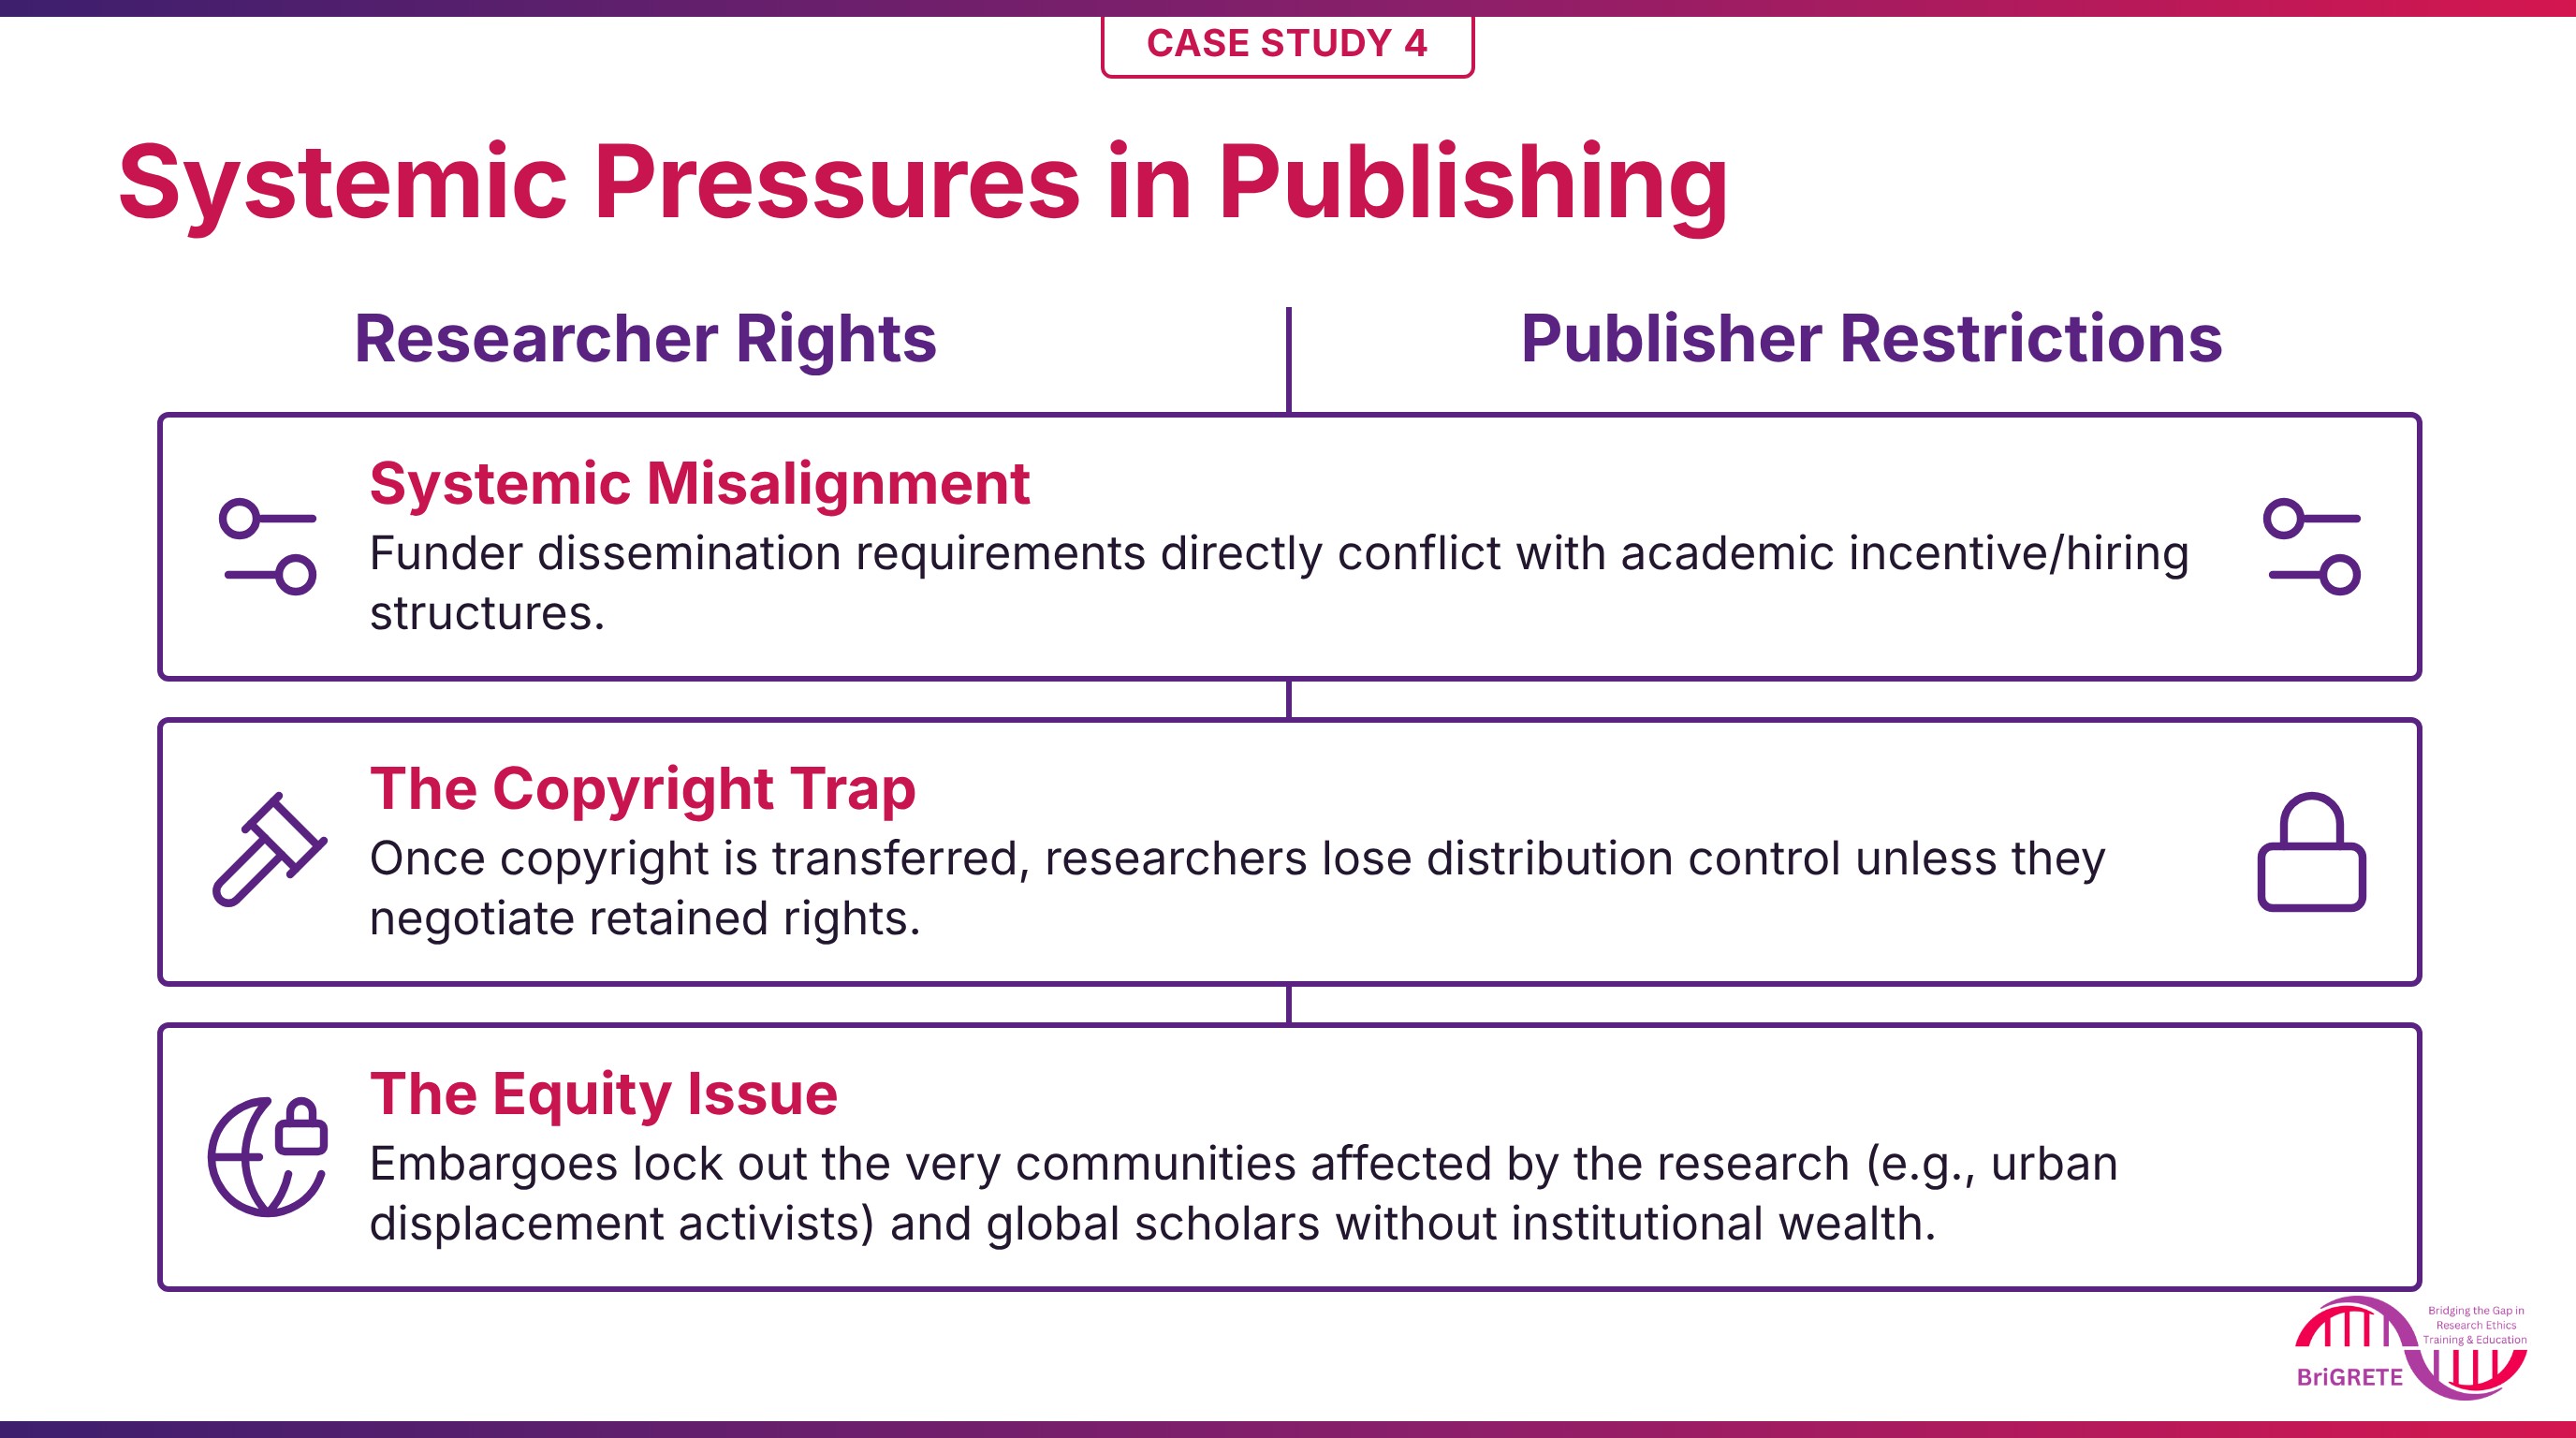 CASE STUDY 4
Systemic Pressures in Publishing
Researcher Rights
Publisher Restrictions
Systemic Misalignment
Funder dissemination requirements directly conflict with academic incentive/hiring
structures.
The Copyright Trap
Once copyright is transferred, researchers lose distribution control unless they
negotiate retained rights.
The Equity Issue
Embargoes lock out the very communities affected by the research (e.g., urban
displacement activists) and global scholars without institutional wealth.
Bridging the Gap in
Research Ethics
Training & Education
BriGRETE